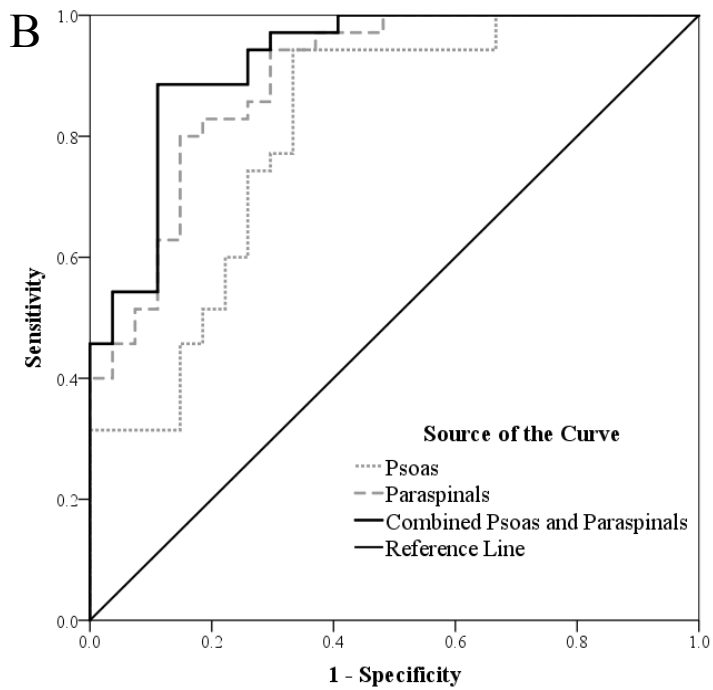 B
1.0
0.8
0.6
0.4
0.2
0.0
Sensitivity
0.0 0.2 0.4 0.6 0.8 1.0
1 - Specificity
Source of the Curve
Psoas
Paraspinals
Combined Psoas and Paraspinals
Reference Line